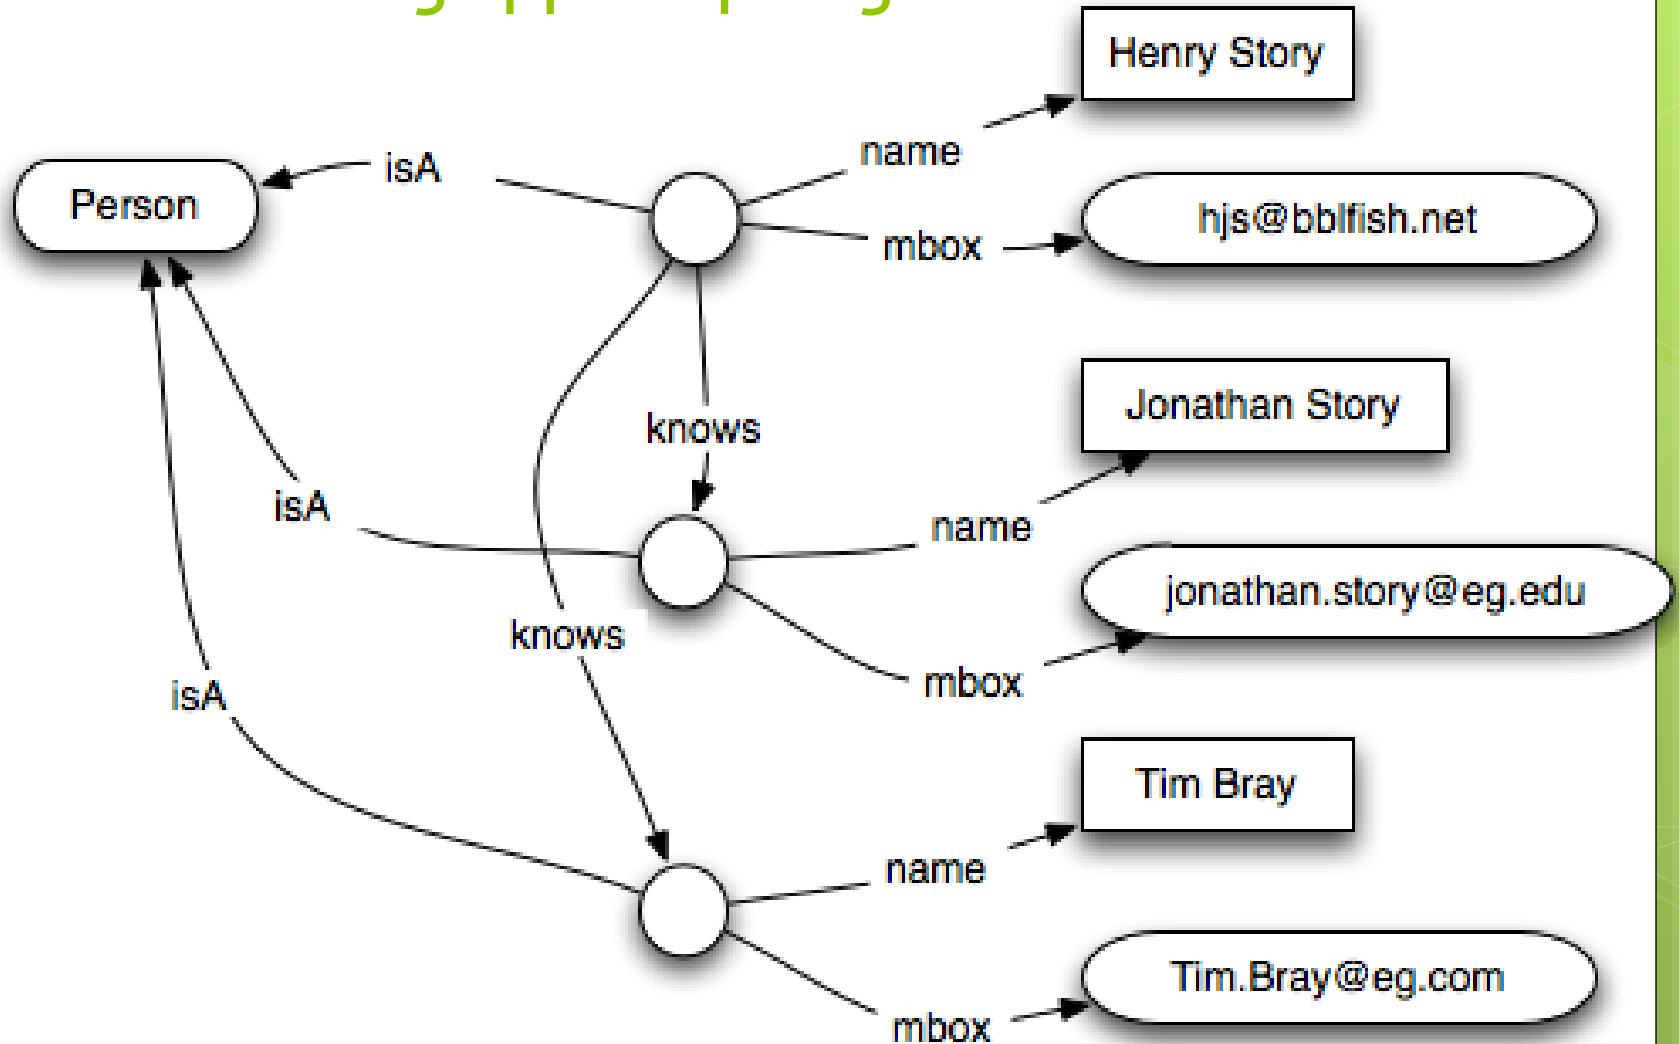 Henry Story
name
isA
Person
hjs@bblfish.net
mbox
Jonathan Story
knows
isA
name
jonathan.story@eg.edu
knows
mbox
isA
Tim Bray
name
Tim.Bray@eg.com
mbox